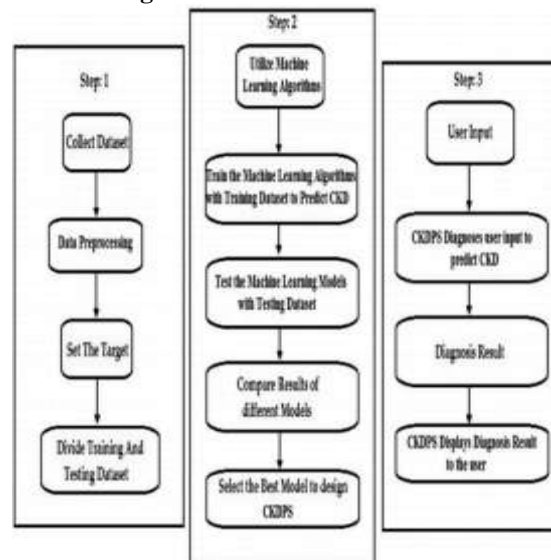 Step: 1
Collect Dataset
Data Preprocessing
Set The Target
Divide Training And
Testing Dataset
Step: 2
Utilize Machine
Learning Algorithms
Train the Machine Learning Algorithms
with Training Dataset to Predict CKD
Test the Machine Learning Models
with Testing Dataset
Compare Results of
different Models
Select the Best Model to design
CKDPS
Step: 3
User Input
CKDPS Diagnoses user input to
predict CKD
Diagnosis Result
CKDPS Displays Diagnosis Result
to the user